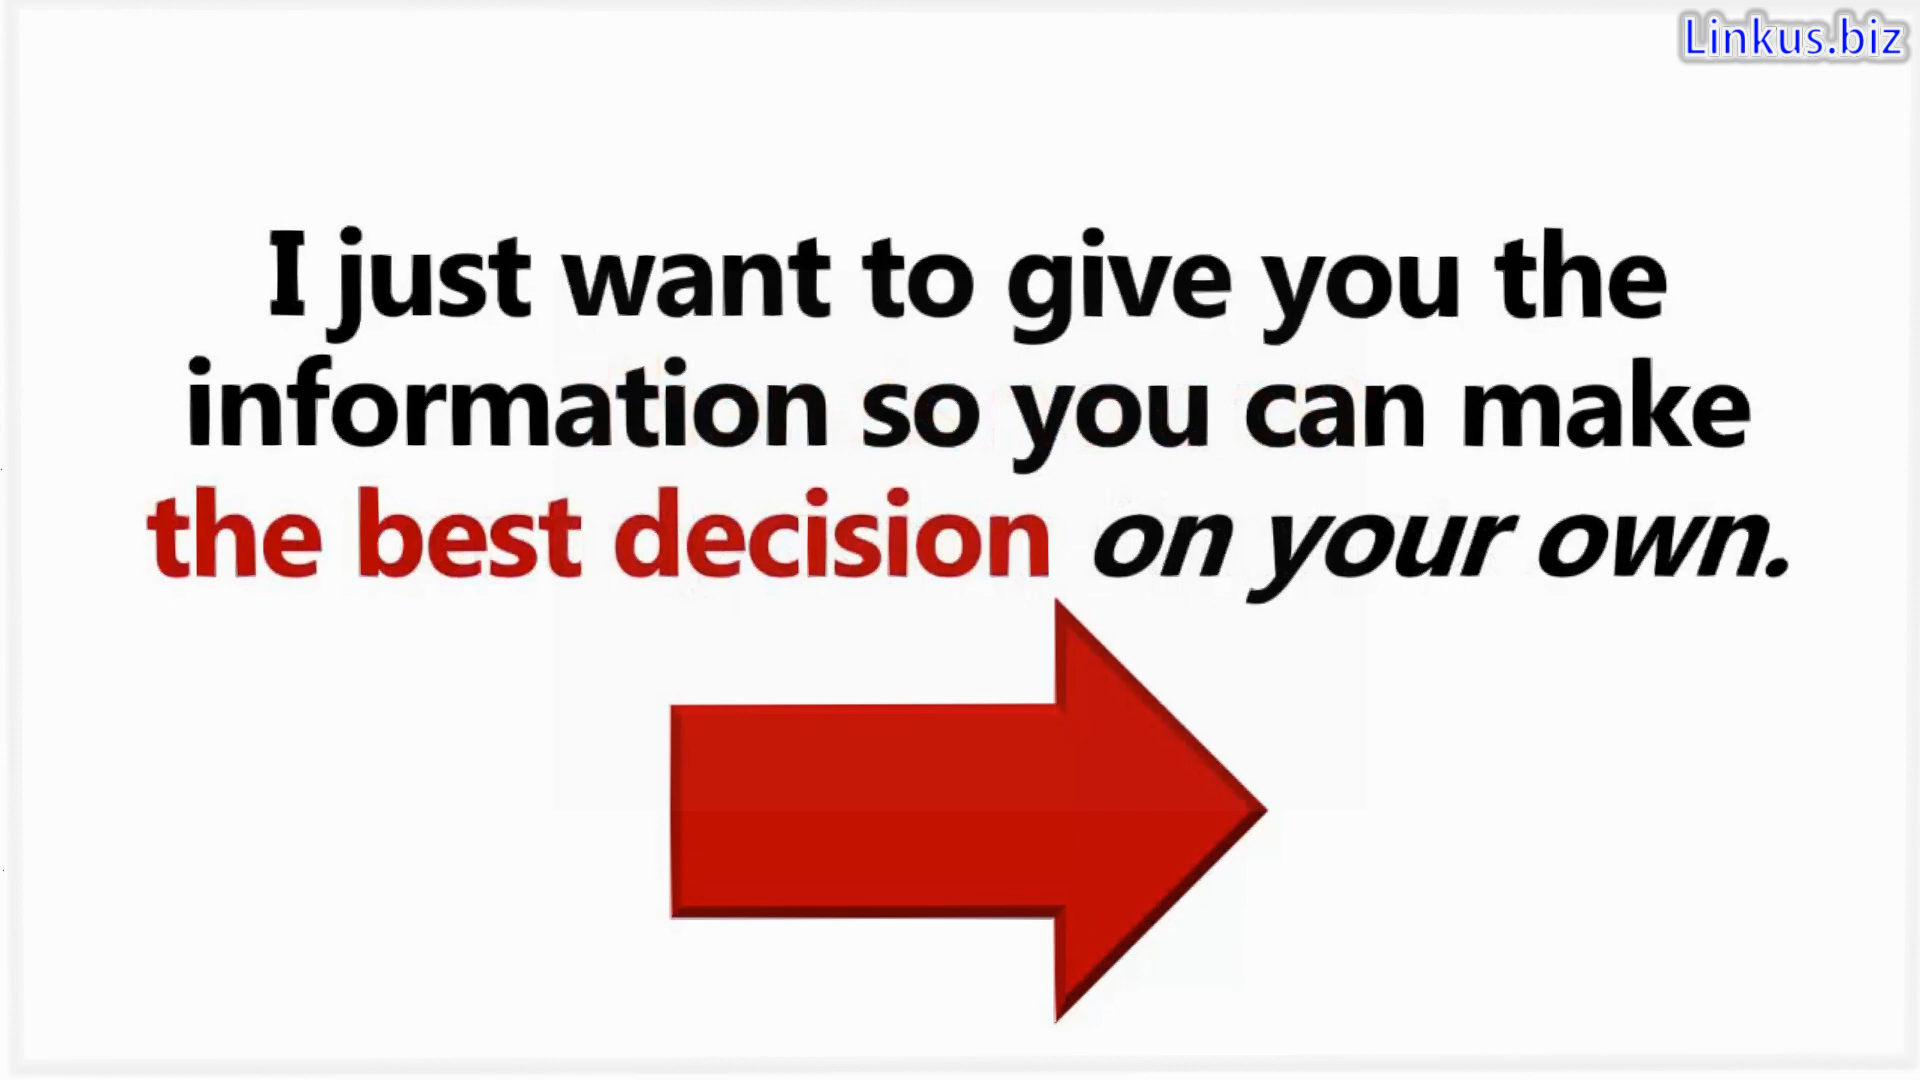 Linkus.biz
I just want to give you the
information so you can make
the best decision on your own.